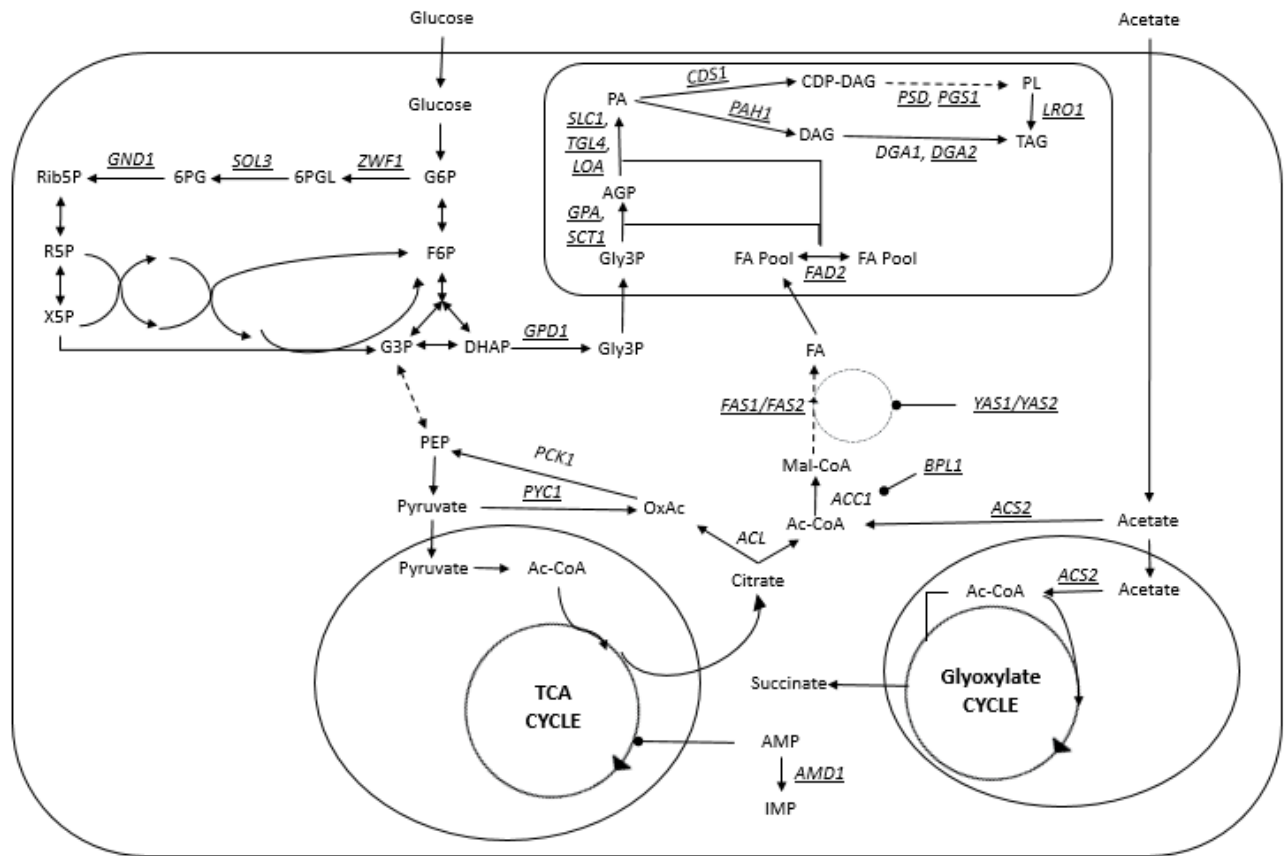 Glucose
Acetate
Glucose
CDS1
CDP-DAG
PL
PA
PSD, PGS1
LRO1
PAH1
SLC1,
TGL4,
LOA
DAG
TAG
DGA1, DGA2
GND1
SOL3
ZWF1
Rib5P
6PG
6PGL
G6P
AGP
GPA,
SCT1
R5P
F6P
Gly3P
FA Pool
FA Pool
FAD2
X5P
GPD1
G3P
DHAP
Gly3P
FA
FAS1/FAS2
YAS1/YAS2
PEP
PCK1
Mal-CoA
BPL1
PYC1
ACC1
Pyruvate
OxAc
ACS2
Ac-CoA
Acetate
ACL
Pyruvate
Ac-CoA
Citrate
ACS2
Ac-CoA
Acetate
TCA
CYCLE
Succinate
Glyoxylate
CYCLE
AMP
AMD1
IMP